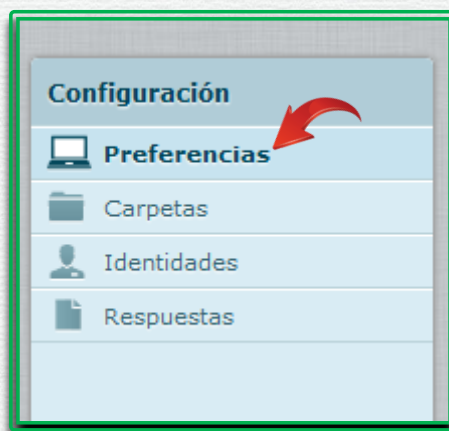 Configuración
Preferencias
Carpetas
Identidades
Respuestas